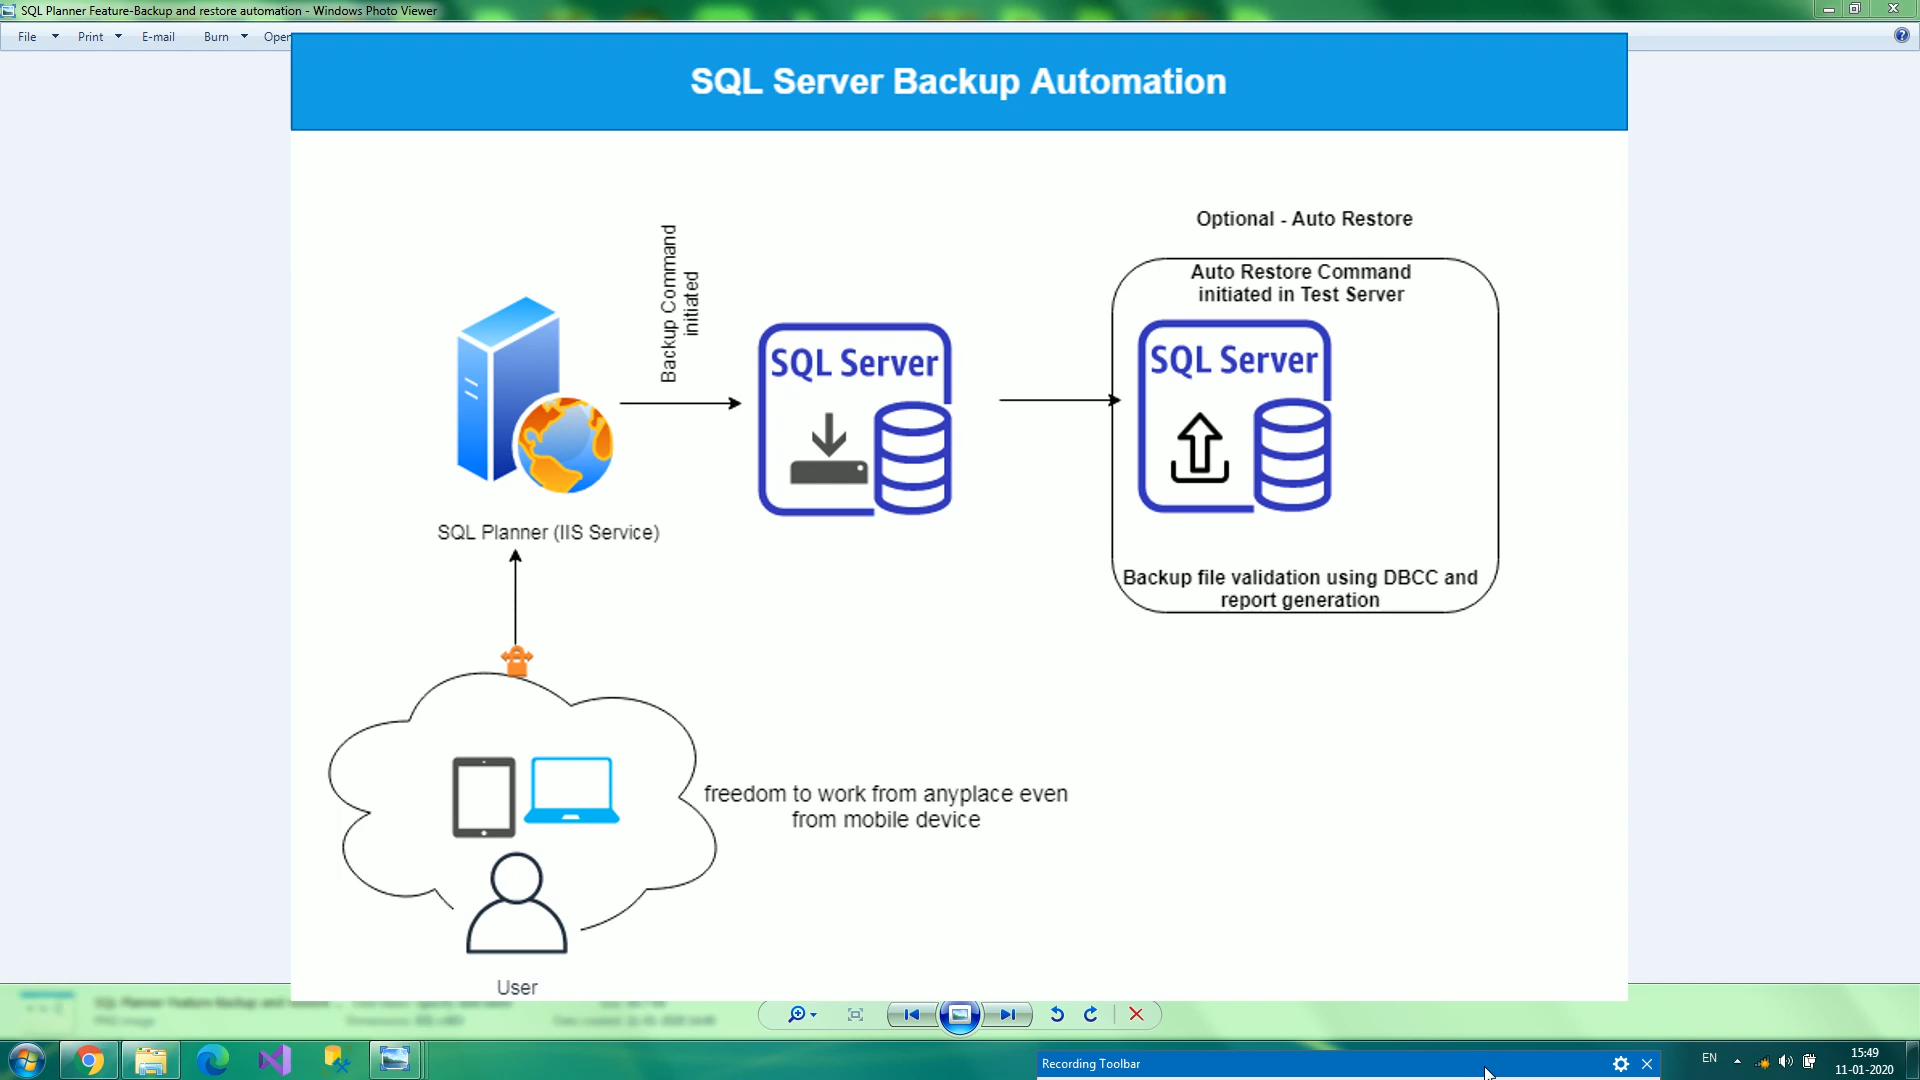 SQL Planner Feature-Backup and restore automation - Windows Photo Viewer
File
Print
E-mail
Burn
Open
SQL Server Backup Automation
Optional - Auto Restore
Backup Command
initiated
Auto Restore Command
initiated in Test Server
SQL Server
SQL Server
SQL Planner (IIS Service)
Backup file validation using DBCC and
report generation
freedom to work from anyplace even
from mobile device
User
Recording Toolbar
EN
15:49
11-01-2020